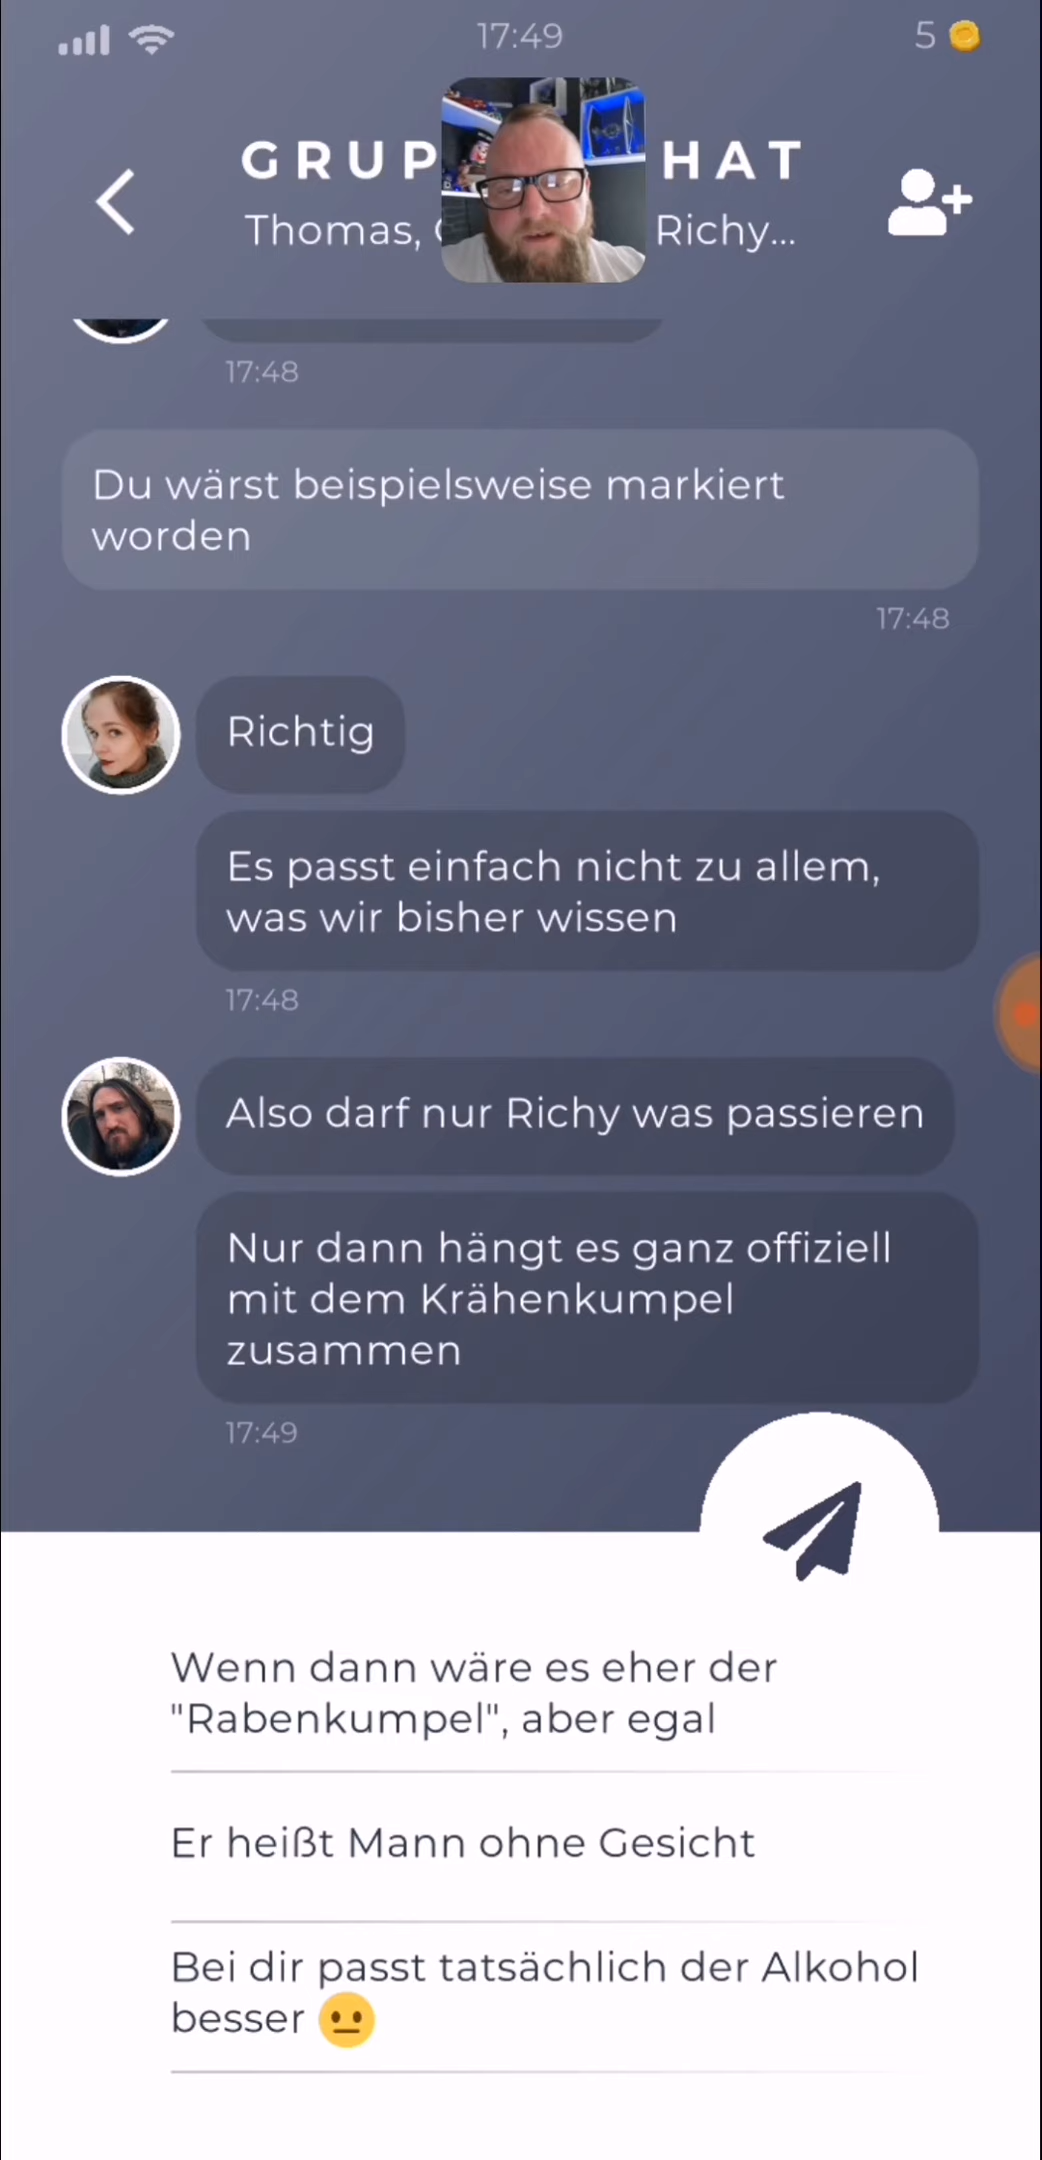 17:49
5
GRUP HAT
Thomas, Richy...
17:48
Du wärst beispielsweise markiert
worden
17:48
Richtig
Es passt einfach nicht zu allem,
was wir bisher wissen
17:48
Also darf nur Richy was passieren
Nur dann hängt es ganz offiziell
mit dem Krähenkumpel
zusammen
17:49
Wenn dann wäre es eher der
"Rabenkumpel", aber egal
Er heißt Mann ohne Gesicht
Bei dir passt tatsächlich der Alkohol
besser 😐